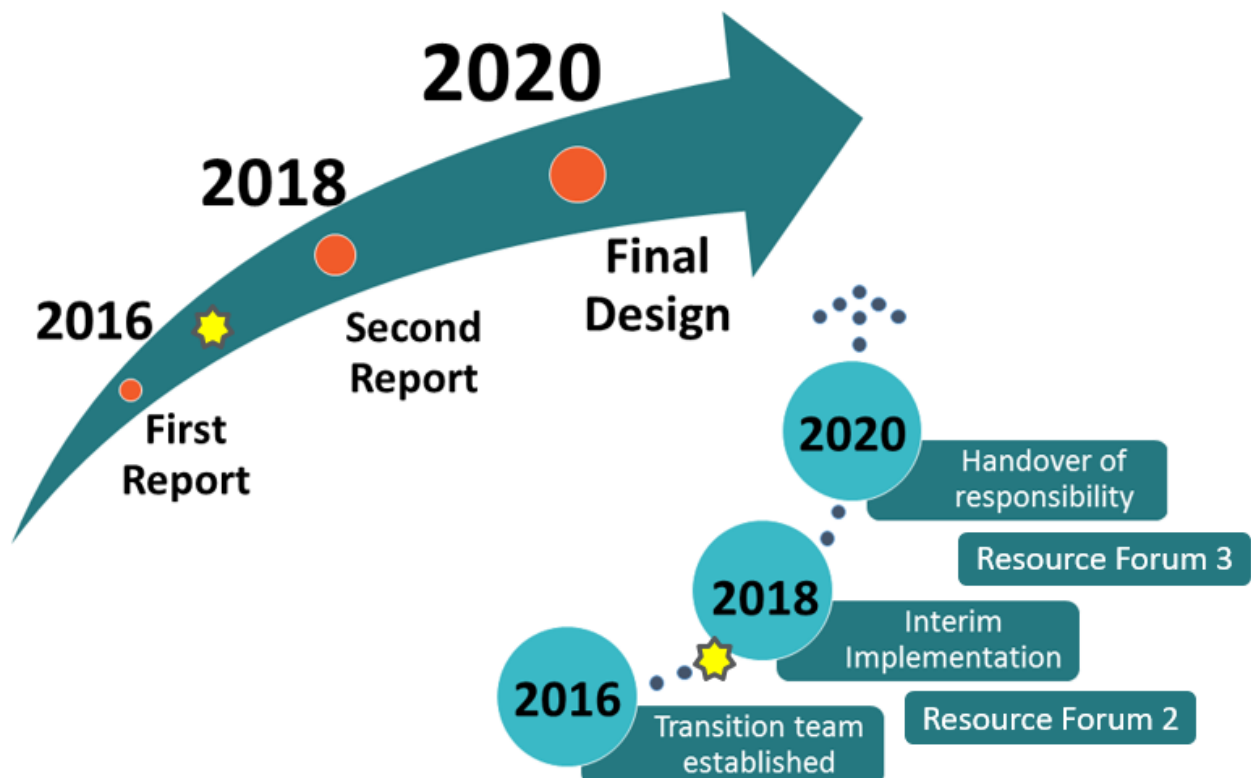 2020
2018
2016
Final
Design
Second
Report
First
Report
2020
Handover of
responsibility
Resource Forum 3
2018
Interim
Implementation
Resource Forum 2
2016
Transition team
established